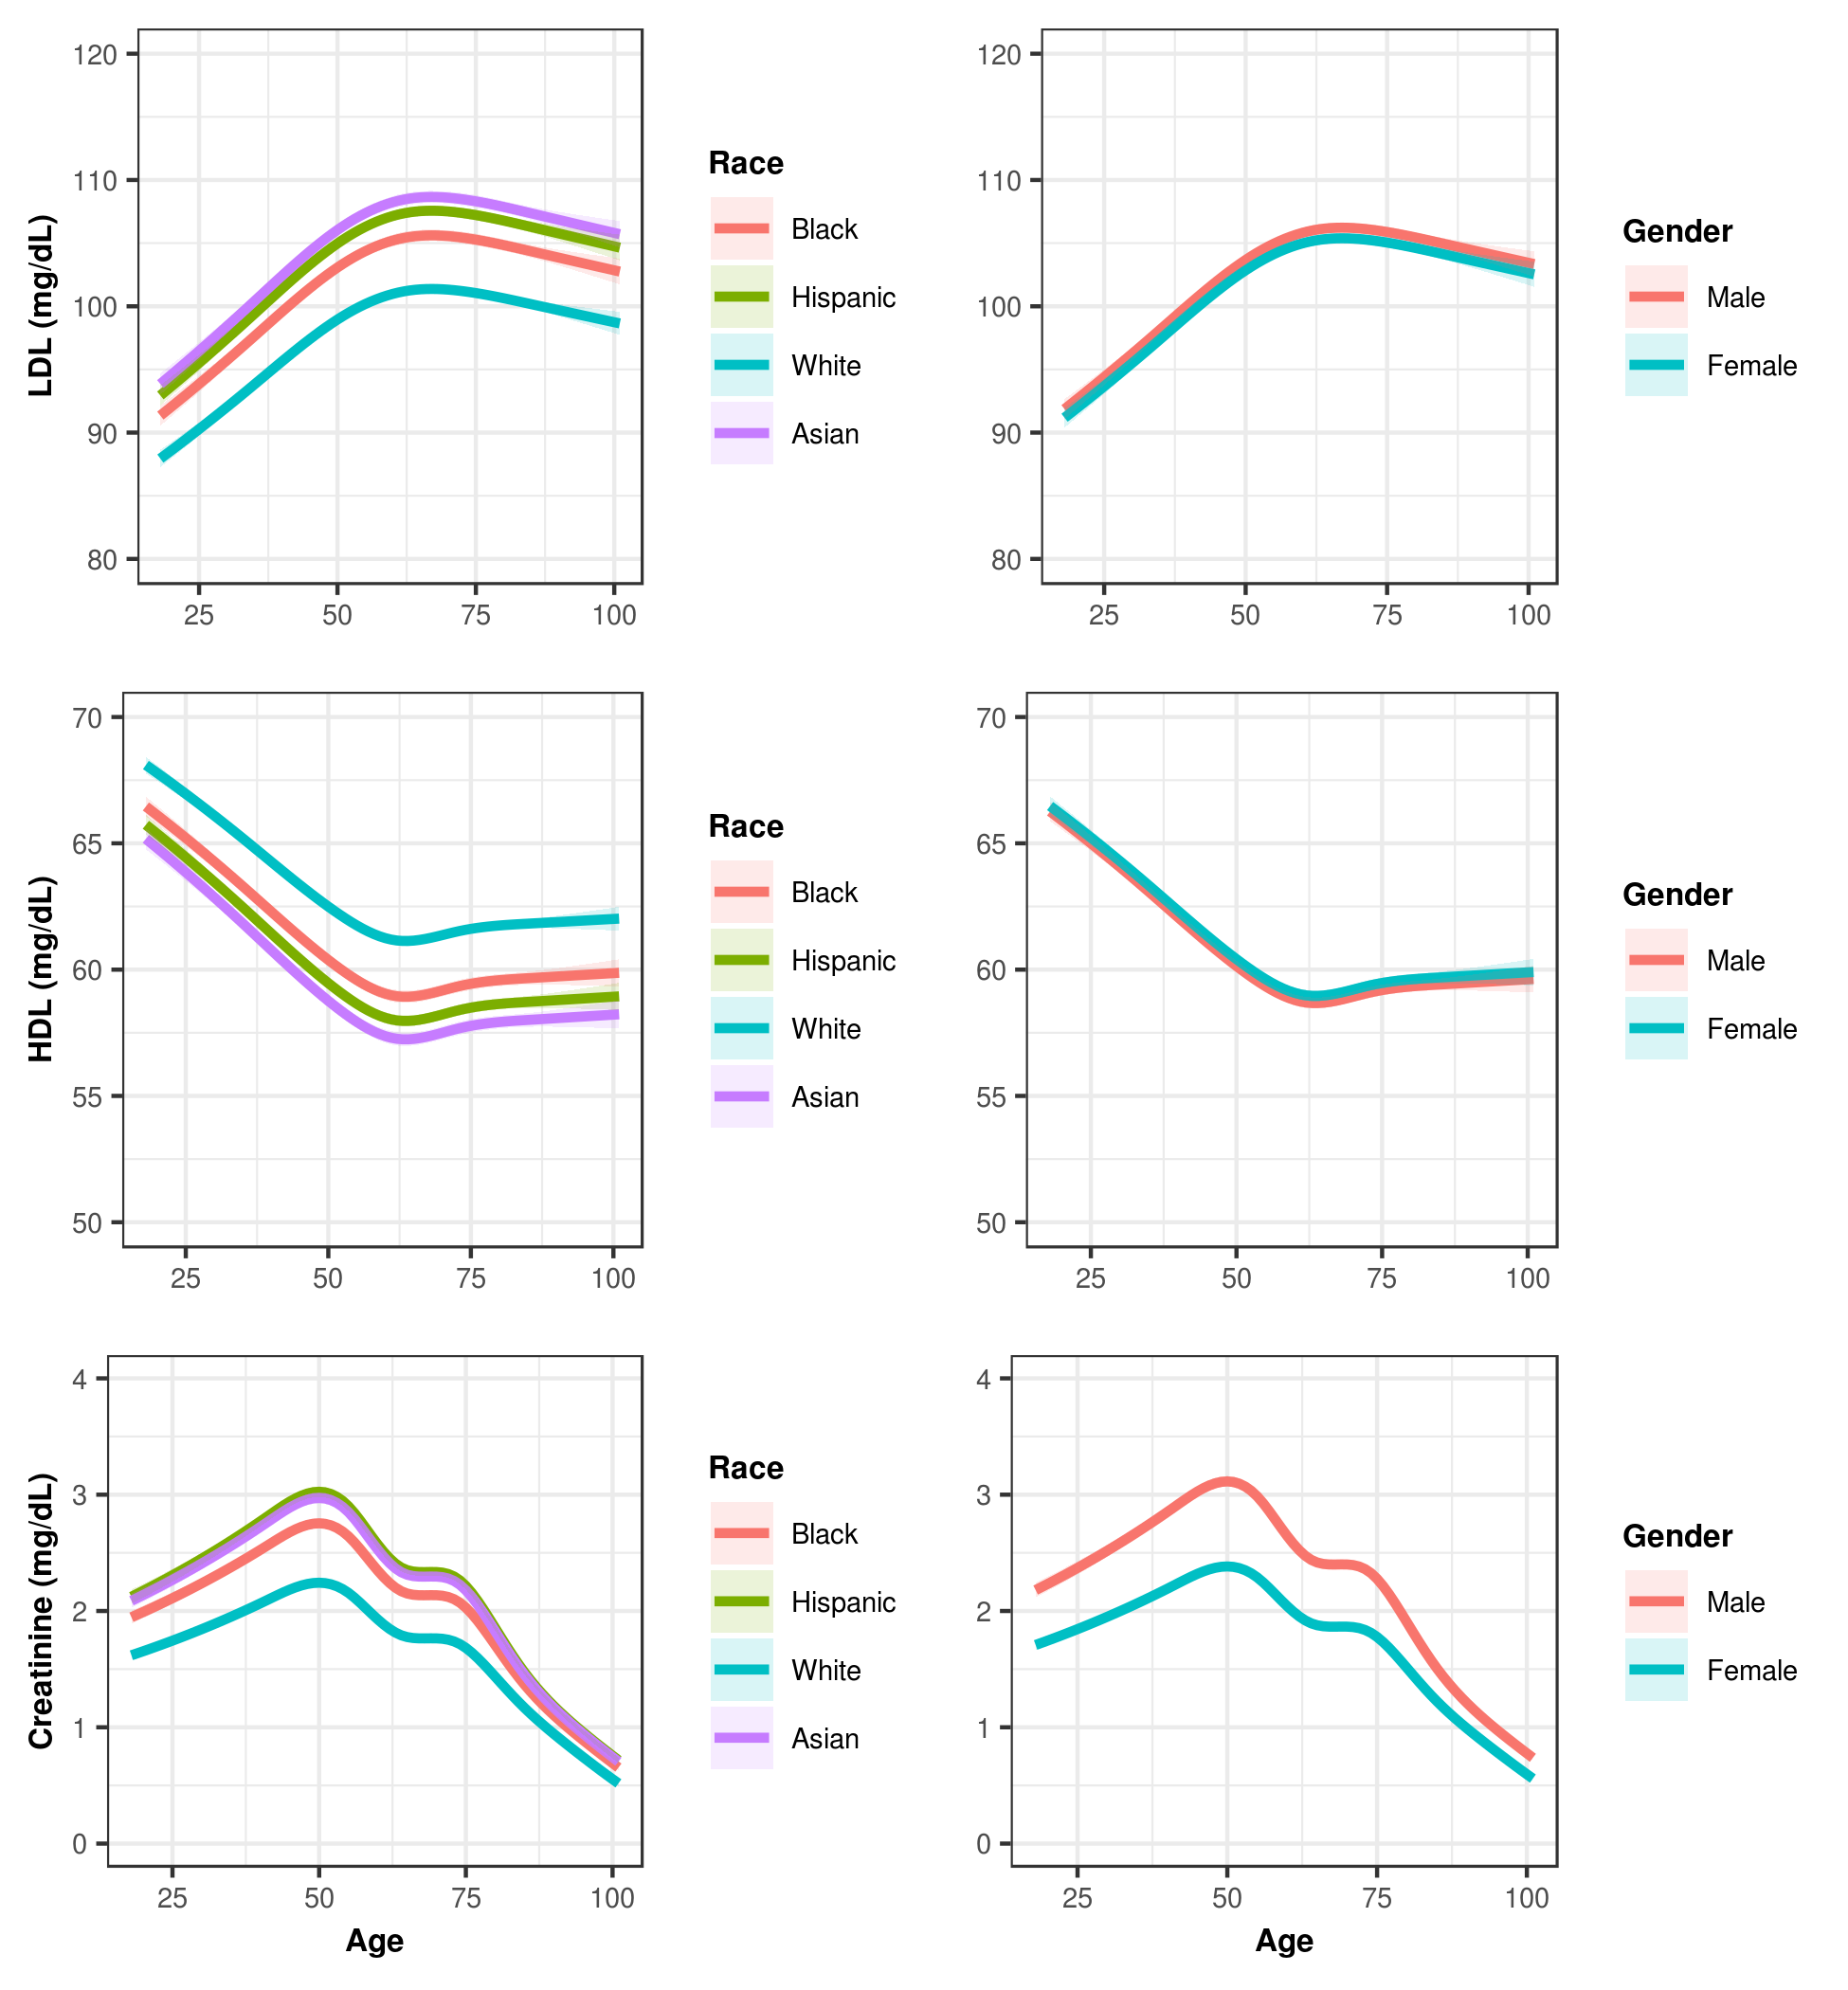 120
110
100
90
80
LDL (mg/dL)
25 50 75 100
Race
Black
Hispanic
White
Asian
120
110
100
90
80
25 50 75 100
Gender
Male
Female
70
65
60
55
50
HDL (mg/dL)
25 50 75 100
Race
Black
Hispanic
White
Asian
70
65
60
55
50
25 50 75 100
Gender
Male
Female
4
3
2
1
0
Creatinine (mg/dL)
25 50 75 100
Age
Race
Black
Hispanic
White
Asian
4
3
2
1
0
25 50 75 100
Age
Gender
Male
Female